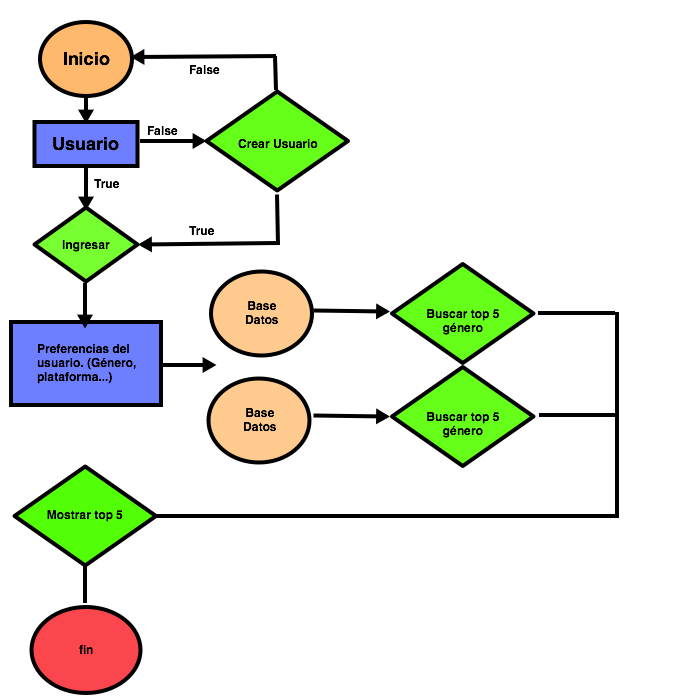 Inicio
False
Usuario
False
Crear Usuario
True
True
Ingresar
Base
Datos
Buscar top 5
género
Preferencias del
usuario. (Género,
plataforma...)
Base
Datos
Buscar top 5
género
Mostrar top 5
fin